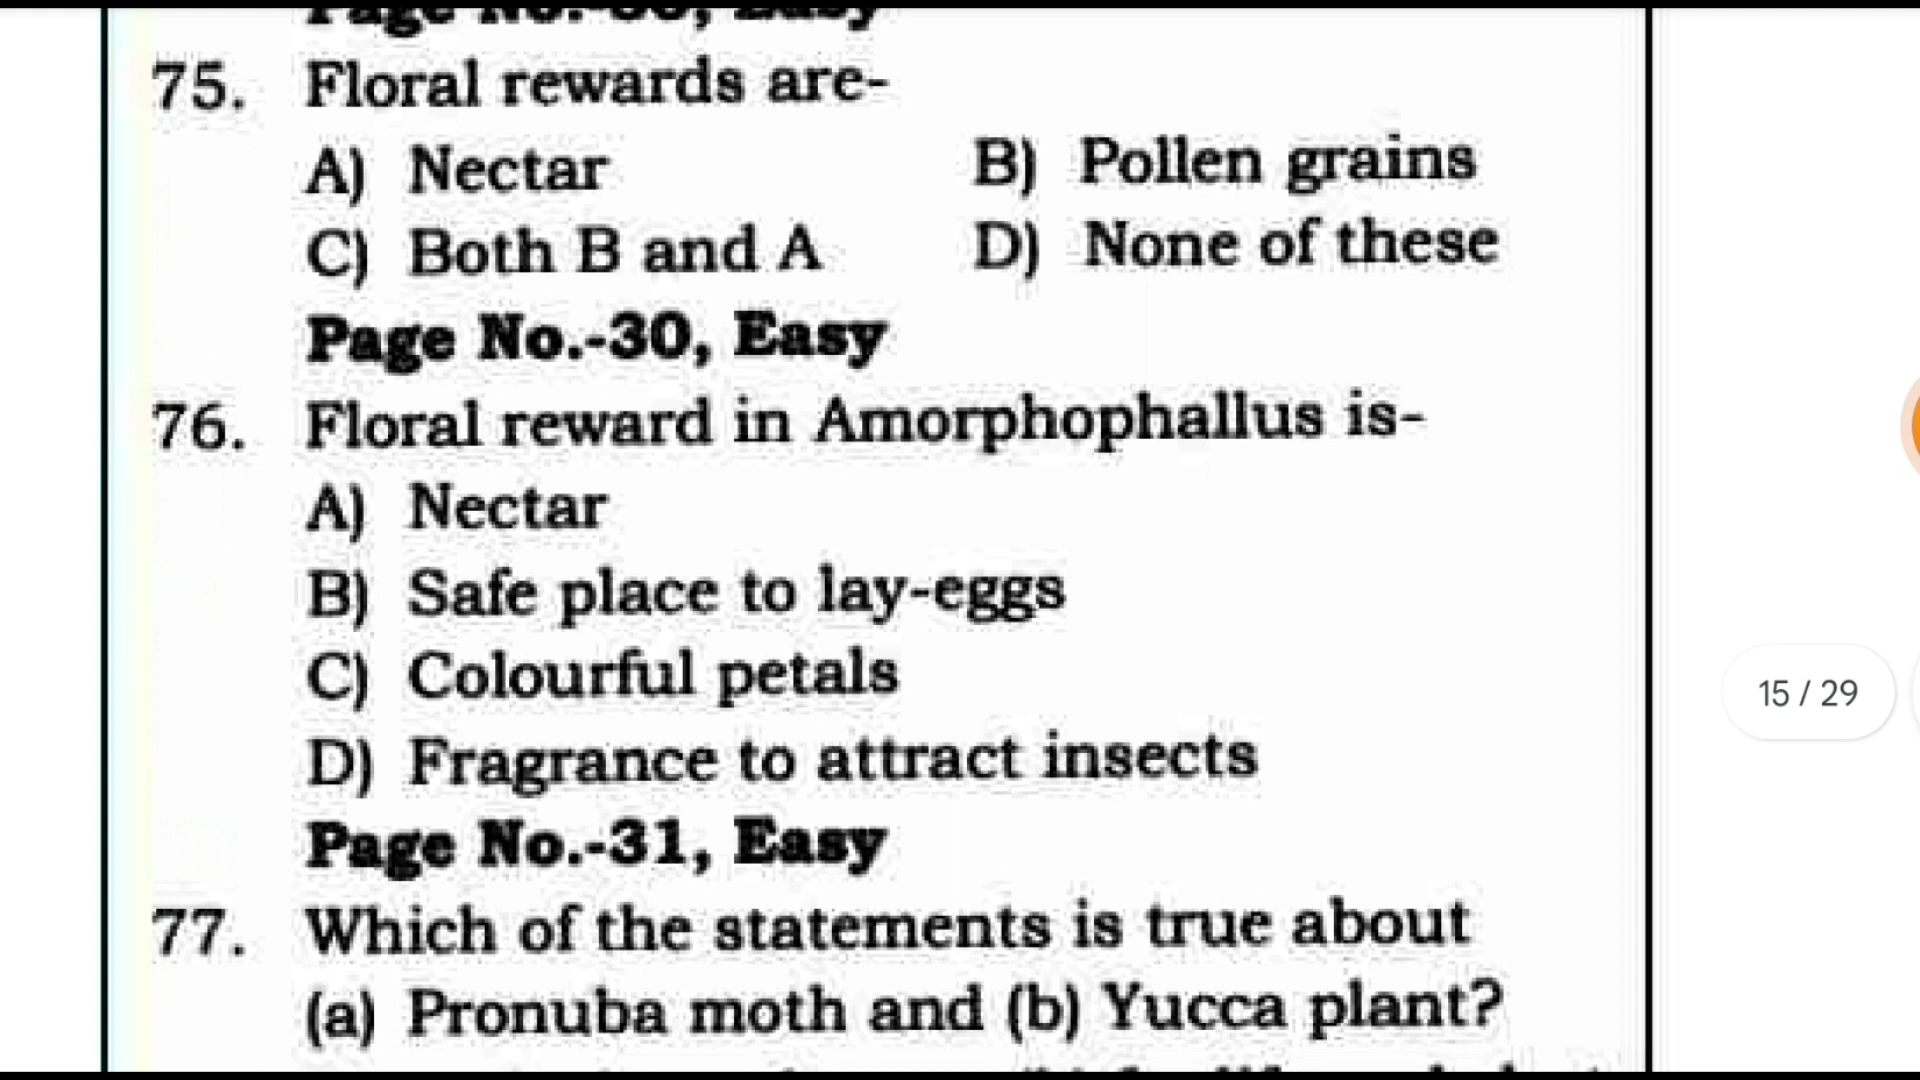 75. Floral rewards are-
A) Nectar B) Pollen grains
C) Both B and A D) None of these
Page No.-30, Easy
76. Floral reward in Amorphophallus is-
A) Nectar
B) Safe place to lay-eggs
C) Colourful petals
D) Fragrance to attract insects
15 / 29
Page No.-31, Easy
77. Which of the statements is true about
(a) Pronuba moth and (b) Yucca plant?